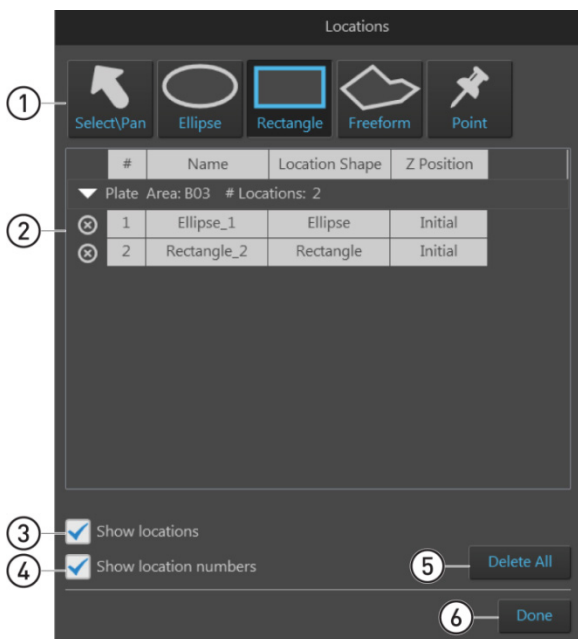 Locations
1
Select\Pan Ellipse Rectangle Freeform Point
# Name Location Shape Z Position
Plate Area: B03 # Locations: 2
2
1 Ellipse_1 Ellipse Initial
2 Rectangle_2 Rectangle Initial
3 Show locations
4 Show location numbers
5 Delete All
6 Done